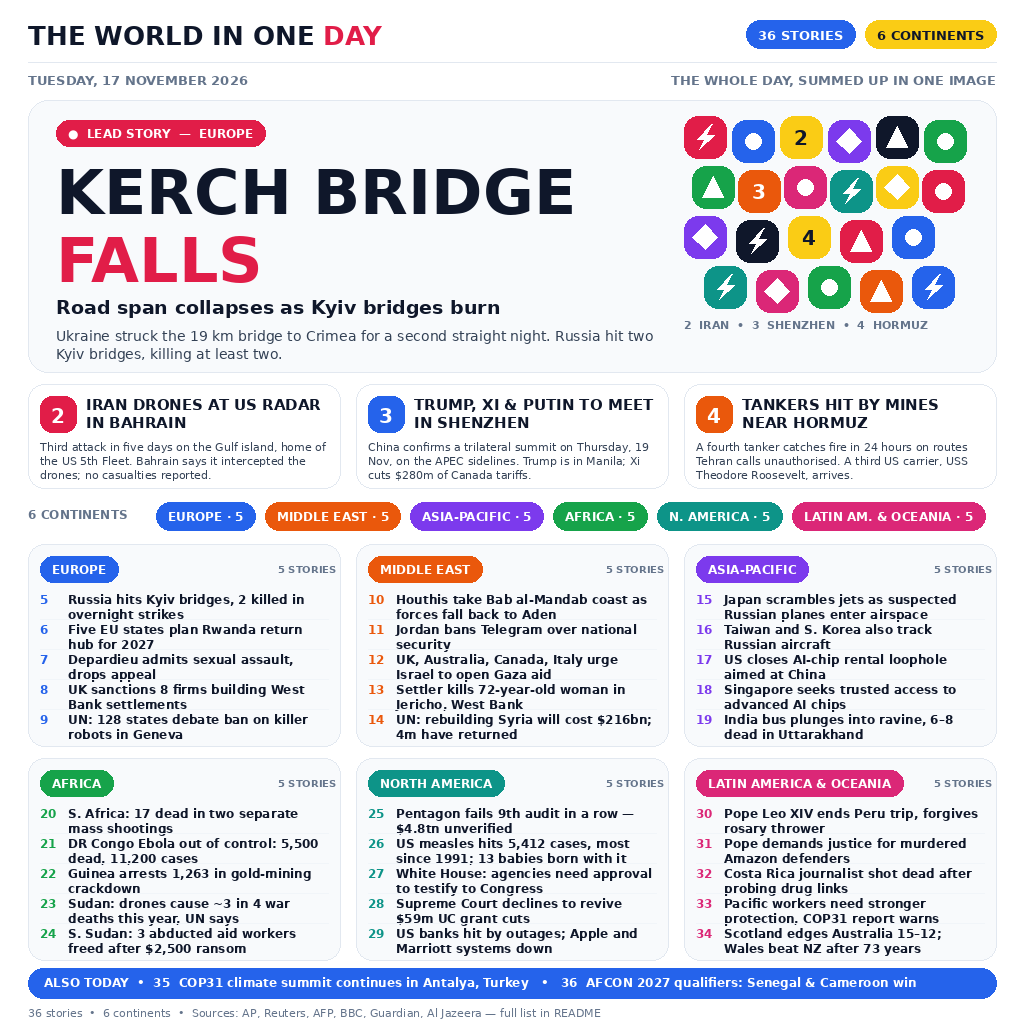 THE WORLD IN ONE DAY
36 STORIES
6 CONTINENTS
TUESDAY, 17 NOVEMBER 2026
THE WHOLE DAY, SUMMED UP IN ONE IMAGE
● LEAD STORY — EUROPE
KERCH BRIDGE
FALLS
Road span collapses as Kyiv bridges burn
Ukraine struck the 19 km bridge to Crimea for a second straight night. Russia hit two
Kyiv bridges, killing at least two.
2
3
4
2 IRAN • 3 SHENZHEN • 4 HORMUZ
2
IRAN DRONES AT US RADAR
IN BAHRAIN
Third attack in five days on the Gulf island, home of
the US 5th Fleet. Bahrain says it intercepted the
drones; no casualties reported.
3
TRUMP, XI & PUTIN TO MEET
IN SHENZHEN
China confirms a trilateral summit on Thursday, 19
Nov, on the APEC sidelines. Trump is in Manila; Xi
cuts $280m of Canada tariffs.
4
TANKERS HIT BY MINES
NEAR HORMUZ
A fourth tanker catches fire in 24 hours on routes
Tehran calls unauthorised. A third US carrier, USS
Theodore Roosevelt, arrives.
6 CONTINENTS
EUROPE · 5
MIDDLE EAST · 5
ASIA-PACIFIC · 5
AFRICA · 5
N. AMERICA · 5
LATIN AM. & OCEANIA · 5
EUROPE
5 STORIES
5 Russia hits Kyiv bridges, 2 killed in
overnight strikes
6 Five EU states plan Rwanda return
hub for 2027
7 Depardieu admits sexual assault,
drops appeal
8 UK sanctions 8 firms building West
Bank settlements
9 UN: 128 states debate ban on killer
robots in Geneva
MIDDLE EAST
5 STORIES
10 Houthis take Bab al-Mandab coast as
forces fall back to Aden
11 Jordan bans Telegram over national
security
12 UK, Australia, Canada, Italy urge
Israel to open Gaza aid
13 Settler kills 72-year-old woman in
Jericho, West Bank
14 UN: rebuilding Syria will cost $216bn;
4m have returned
ASIA-PACIFIC
5 STORIES
15 Japan scrambles jets as suspected
Russian planes enter airspace
16 Taiwan and S. Korea also track
Russian aircraft
17 US closes AI-chip rental loophole
aimed at China
18 Singapore seeks trusted access to
advanced AI chips
19 India bus plunges into ravine, 6–8
dead in Uttarakhand
AFRICA
5 STORIES
20 S. Africa: 17 dead in two separate
mass shootings
21 DR Congo Ebola out of control: 5,500
dead, 11,200 cases
22 Guinea arrests 1,263 in gold-mining
crackdown
23 Sudan: drones cause ~3 in 4 war
deaths this year, UN says
24 S. Sudan: 3 abducted aid workers
freed after $2,500 ransom
NORTH AMERICA
5 STORIES
25 Pentagon fails 9th audit in a row —
$4.8tn unverified
26 US measles hits 5,412 cases, most
since 1991; 13 babies born with it
27 White House: agencies need approval
to testify to Congress
28 Supreme Court declines to revive
$59m UC grant cuts
29 US banks hit by outages; Apple and
Marriott systems down
LATIN AMERICA & OCEANIA
5 STORIES
30 Pope Leo XIV ends Peru trip, forgives
rosary thrower
31 Pope demands justice for murdered
Amazon defenders
32 Costa Rica journalist shot dead after
probing drug links
33 Pacific workers need stronger
protection, COP31 report warns
34 Scotland edges Australia 15–12;
Wales beat NZ after 73 years
ALSO TODAY • 35 COP31 climate summit continues in Antalya, Turkey • 36 AFCON 2027 qualifiers: Senegal & Cameroon win
36 stories • 6 continents • Sources: AP, Reuters, AFP, BBC, Guardian, Al Jazeera — full list in README